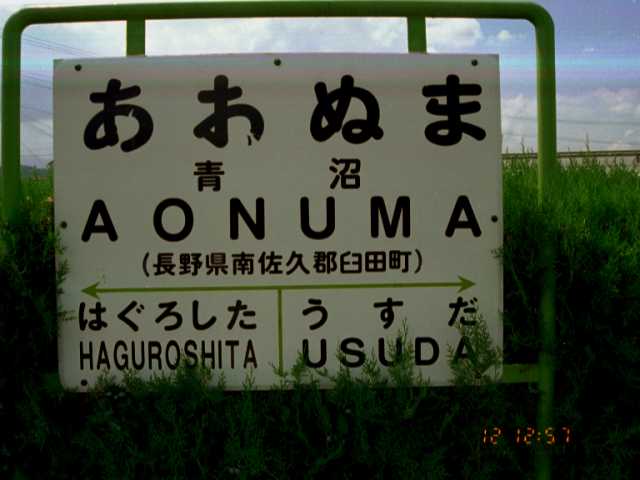 あおぬま
青沼
AONUMA
(長野県南佐久郡臼田町)
はぐろした うすだ
HAGUROSHITA USUDA
12 12:57